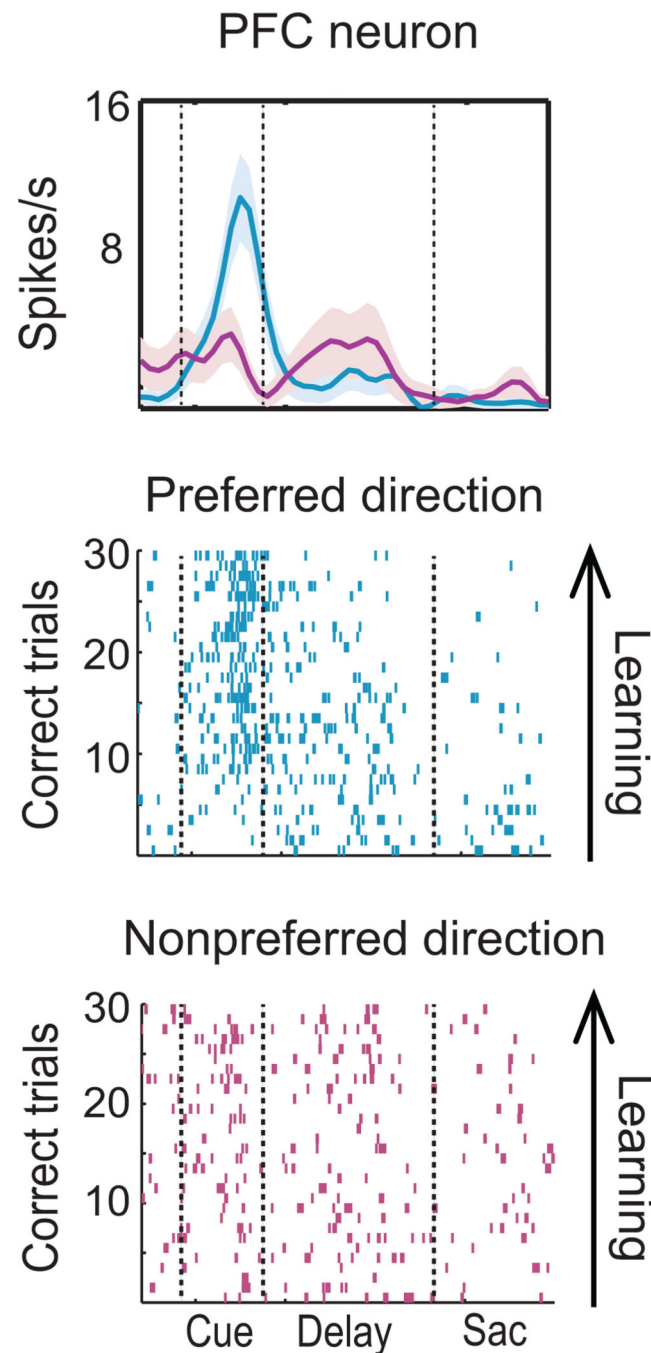 PFC neuron
16
8
Spikes/s
Preferred direction
30
20
10
Correct trials
Learning
Nonpreferred direction
30
20
10
Correct trials
Learning
Cue Delay Sac